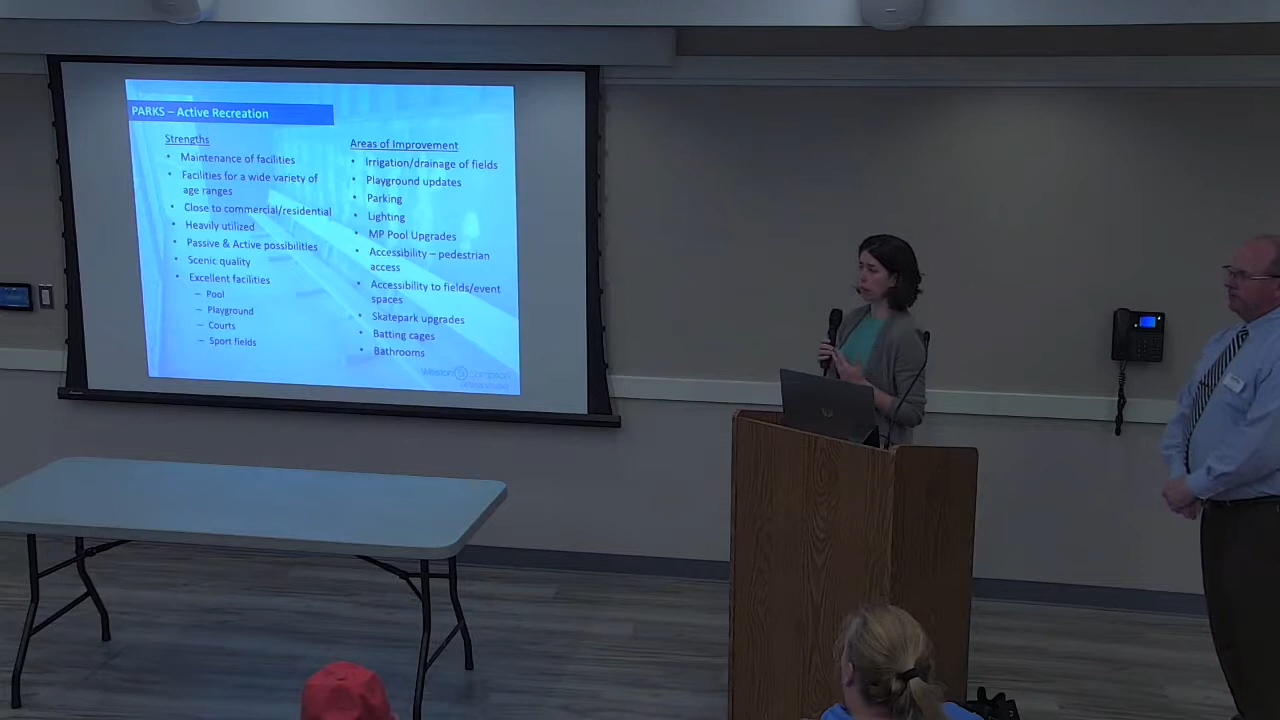 PARKS – Active Recreation
Strengths
• Maintenance of facilities
• Facilities for a wide variety of
age ranges
• Close to commercial/residential
• Heavily utilized
• Passive & Active possibilities
• Scenic quality
• Excellent facilities
– Pool
– Playground
– Courts
– Sport fields
Areas of Improvement
• Irrigation/drainage of fields
• Playground updates
• Parking
• Lighting
• MP Pool Upgrades
• Accessibility – pedestrian
access
• Accessibility to fields/event
spaces
• Skatepark upgrades
• Batting cages
• Bathrooms
Weston & Sampson